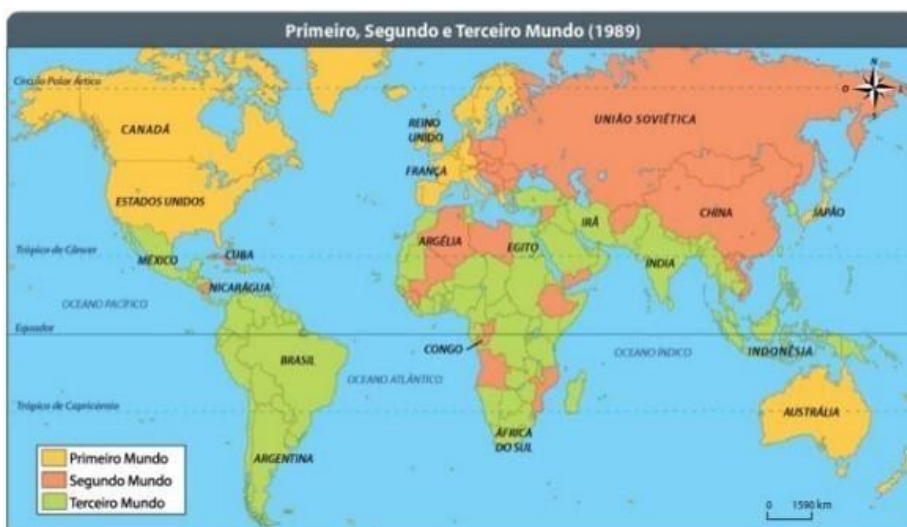 Primeiro, Segundo e Terceiro Mundo (1989)
Círculo Polar Ártico
N
O
L
S
CANADÁ
REINO
UNIDO
UNIÃO SOVIÉTICA
FRANÇA
ESTADOS UNIDOS
CHINA
JAPÃO
ARGÉLIA
EGITO
IRÃ
Trópico de Câncer
MÉXICO
CUBA
ÍNDIA
NICARÁGUA
OCEANO PACÍFICO
Equador
CONGO
OCEANO ÍNDICO
INDONÉSIA
BRASIL
OCEANO ATLÂNTICO
Trópico de Capricórnio
AUSTRÁLIA
ÁFRICA
DO SUL
ARGENTINA
Primeiro Mundo
Segundo Mundo
Terceiro Mundo
0 1590 km